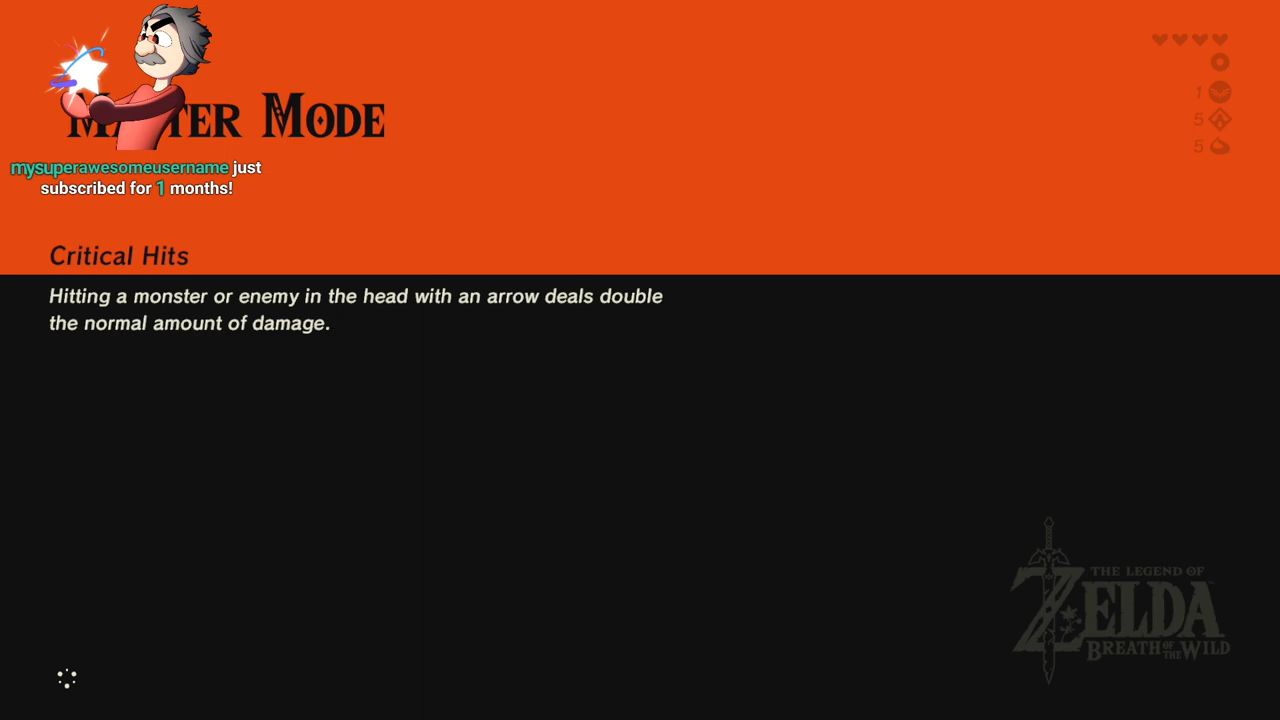 Master Mode
mysuperawesomeusername just
subscribed for 1 months!
1
5
5
Critical Hits
Hitting a monster or enemy in the head with an arrow deals double
the normal amount of damage.
THE LEGEND OF
ZELDA
BREATH OF THE WILD